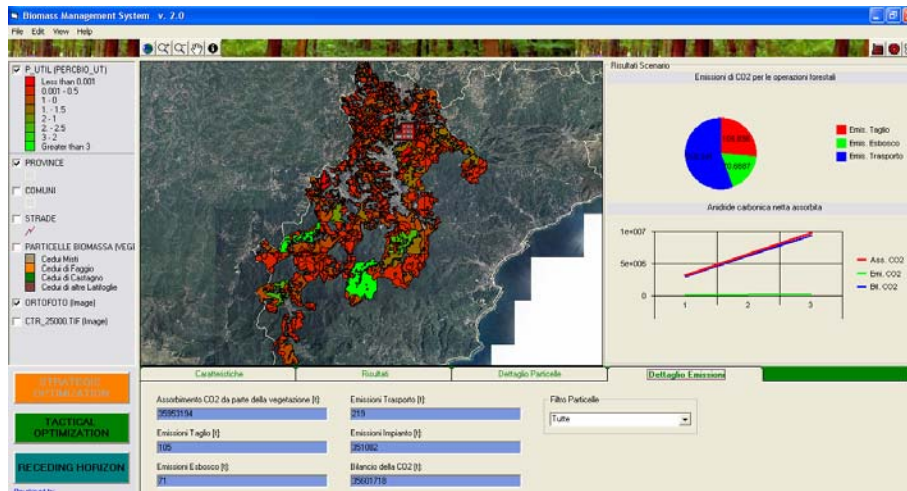 Biomass Management System v. 2.0
File Edit View Help
P_UTIL (PERCBIO_UT)
Less than 0.001
0.001 - 0.5
1 - 0
1. - 1.5
2 - 1
2. - 2.5
3 - 2
Greater than 3
PROVINCE
COMUNI
STRADE
PARTICELLE BIOMASSA (VEGI
Cedui Misti
Cedui di Faggio
Cedui di Castagno
Cedui di altre Latifoglie
ORTOFOTO (Image)
CTR_25000.TIF (Image)
Risultati Scenario
Emissioni di CO2 per le operazioni forestali
Emis. Taglio
Emis. Esbosco
Emis. Trasporto
Anidride carbonica netta assorbita
1e+007
5e+006
0
1 2 3
Ass. CO2
Emi. CO2
Bil. CO2
STRATEGIC
OPTIMIZATION
TACTICAL
OPTIMIZATION
RECEDING HORIZON
Caratteristiche
Risultati
Dettaglio Particelle
Dettaglio Emissioni
Assorbimento CO2 da parte della vegetazione [t]:
35953194
Emissioni Taglio [t]:
105
Emissioni Esbosco [t]:
71
Emissioni Trasporto [t]:
219
Emissioni Impianto [t]:
351082
Bilancio della CO2 [t]:
35601718
Filtro Particelle
Tutte